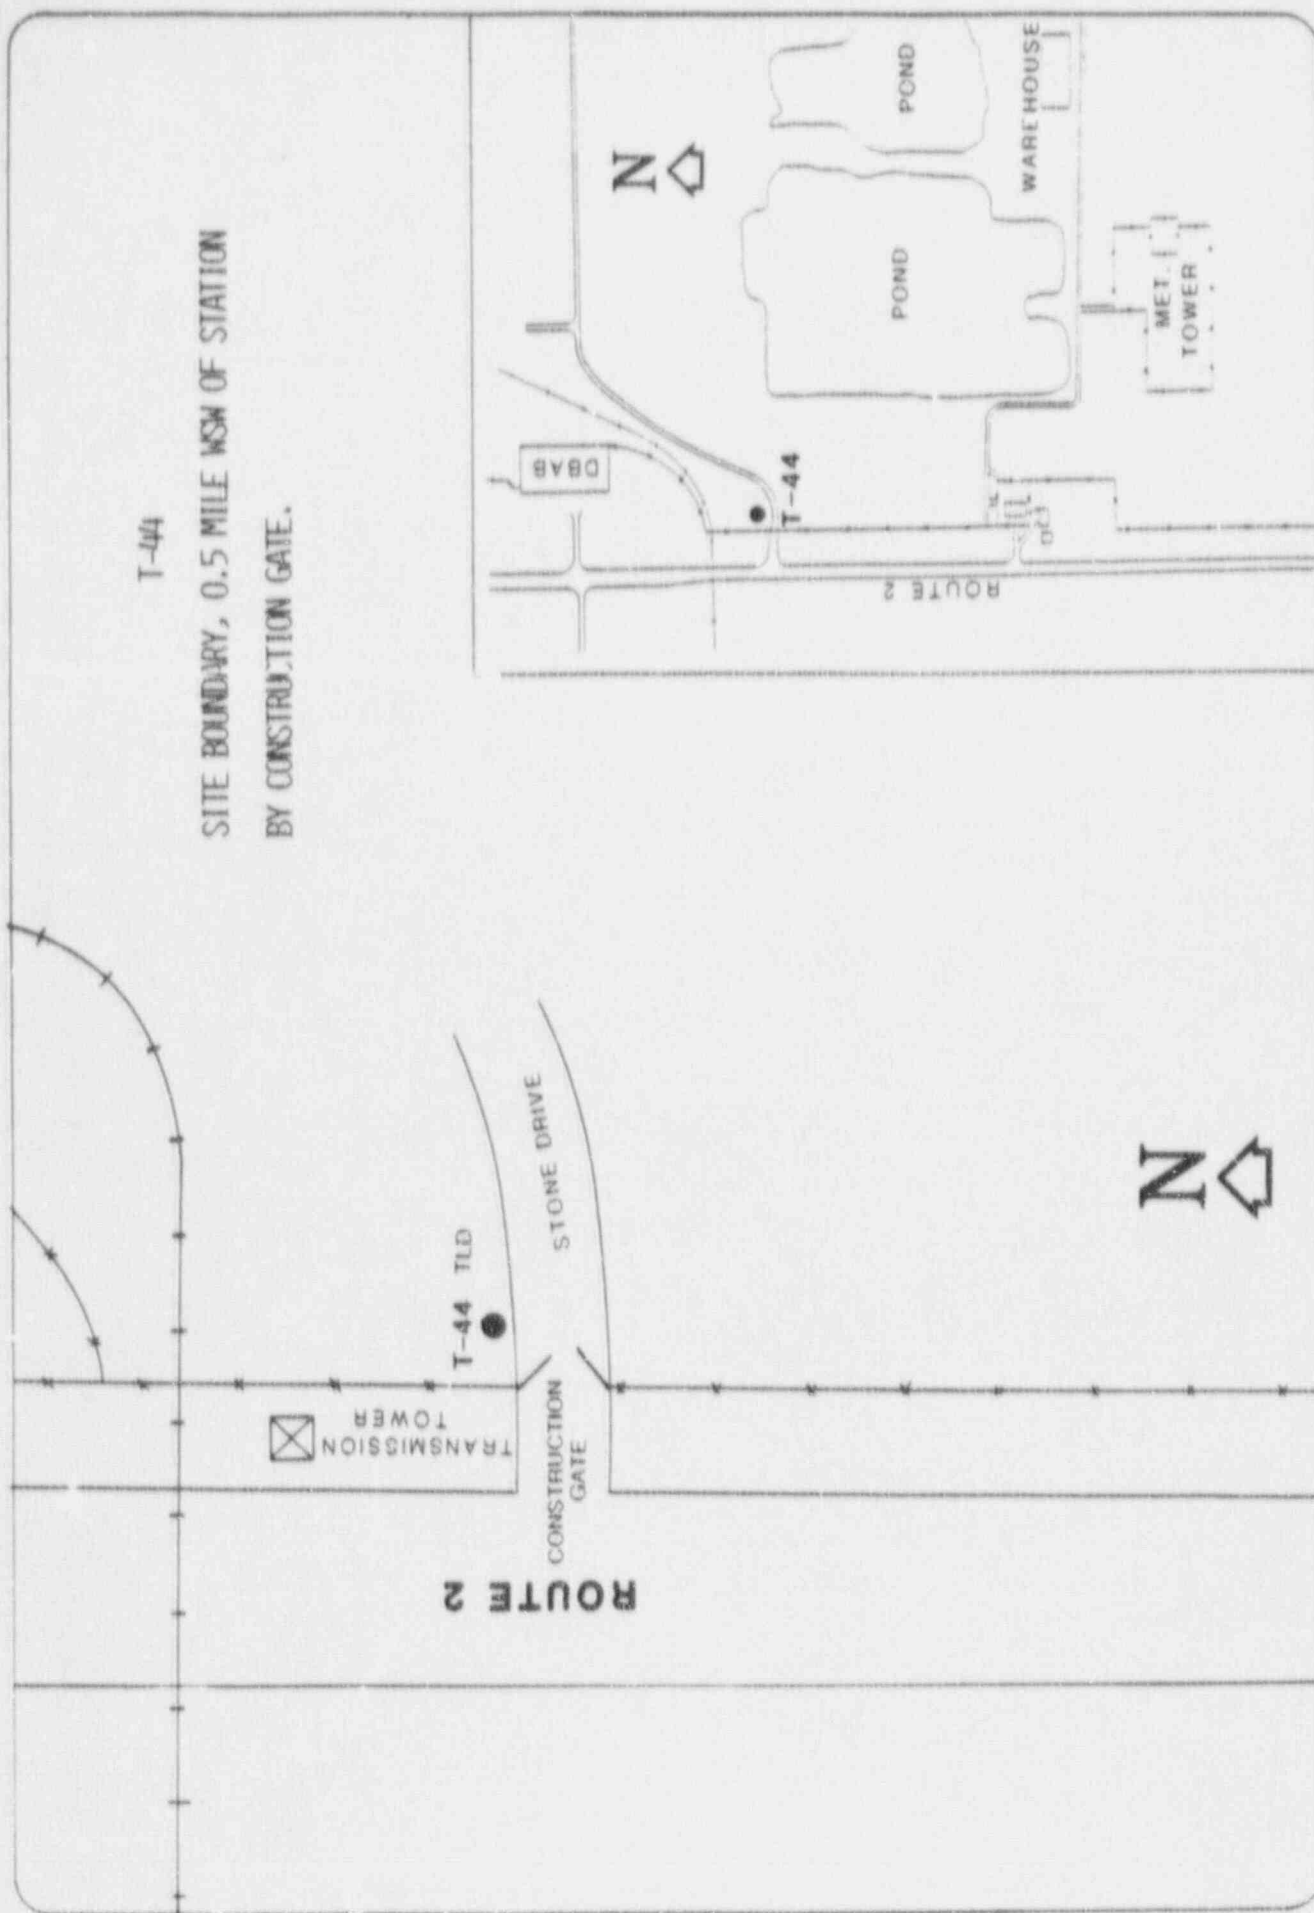 T-44
SITE BOUNDARY, 0.5 MILE WSW OF STATION
BY CONSTRUCTION GATE.
TRANSMISSION
TOWER
T-44 TLD
STONE DRIVE
CONSTRUCTION
GATE
ROUTE 2
N
DBAB
N
T-44
ROUTE 2
POND
POND
WAREHOUSE
MET.
TOWER